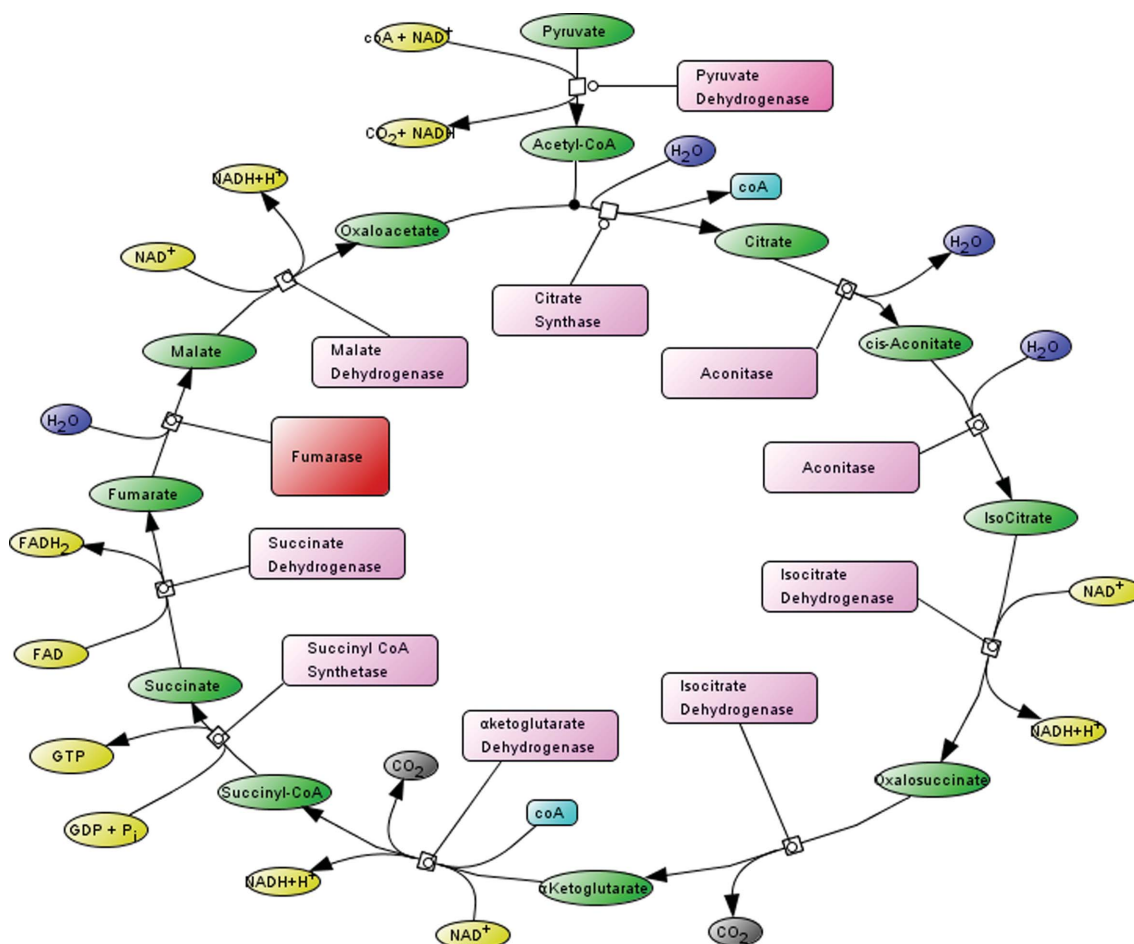 coA + NAD+
Pyruvate
Pyruvate
Dehydrogenase
CO2+ NADH
Acetyl-CoA
H2O
coA
NADH+H+
Oxaloacetate
Citrate
H2O
NAD+
Citrate
Synthase
Malate
Malate
Dehydrogenase
Aconitase
cis-Aconitate
H2O
H2O
Fumarase
Aconitase
Fumarate
IsoCitrate
FADH2
Succinate
Dehydrogenase
Isocitrate
Dehydrogenase
NAD+
FAD
Succinyl CoA
Synthetase
Succinate
Isocitrate
Dehydrogenase
NADH+H+
GTP
αketoglutarate
Dehydrogenase
CO2
Oxalosuccinate
Succinyl-CoA
coA
GDP + Pi
NADH+H+
αKetoglutarate
NAD+
CO2